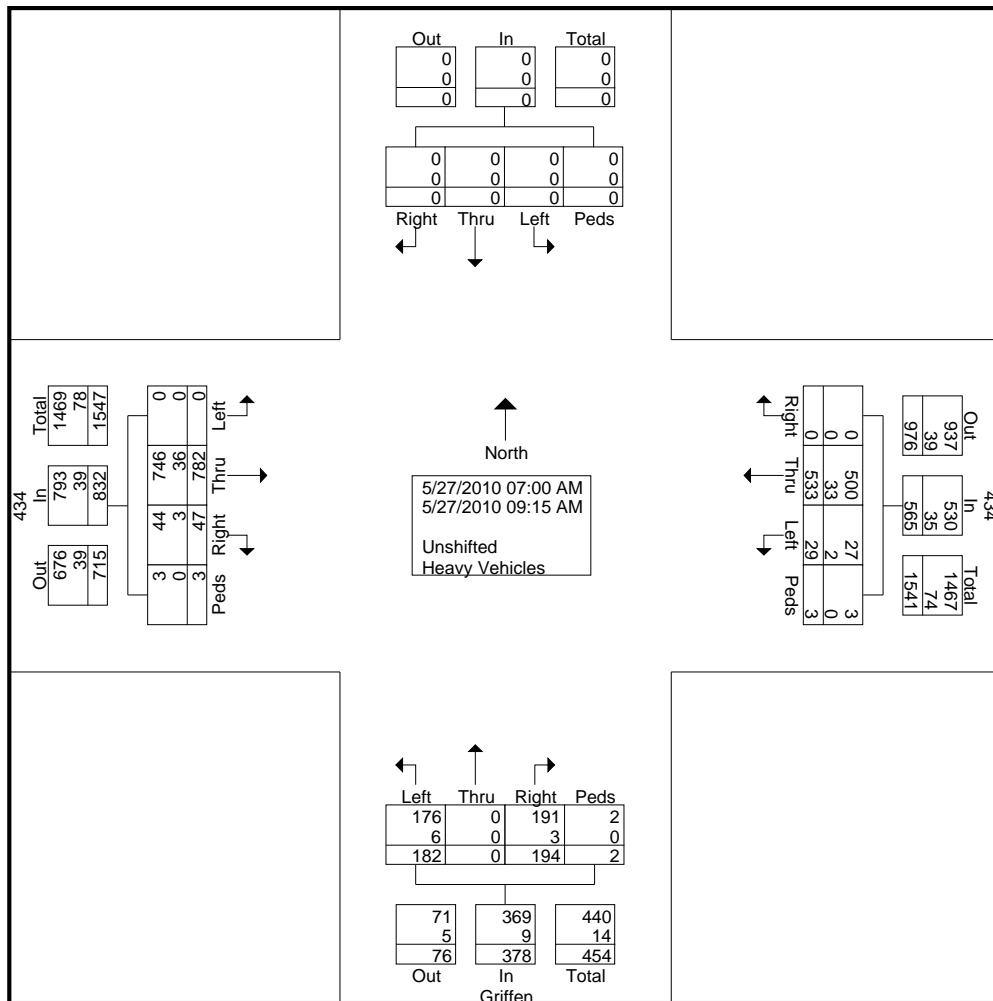 Out In Total
0 0 0
0 0 0
0 0 0
0 0 0 0
0 0 0 0
0 0 0 0
Right Thru Left Peds
434
Total In Out
1469 793 676
78 39 39
1547 832 715
0 746 44 3
0 36 3 0
0 782 47 3
Left Thru Right Peds
North
5/27/2010 07:00 AM
5/27/2010 09:15 AM
Unshifted
Heavy Vehicles
Right Thru Left Peds
0 533 29 3
0 33 2 0
0 500 27 3
976 565 1541
39 35 74
937 530 1467
Out In Total
434
Left Thru Right Peds
176 0 191 2
6 0 3 0
182 0 194 2
71 369 440
5 9 14
76 378 454
Out In Total
Griffen